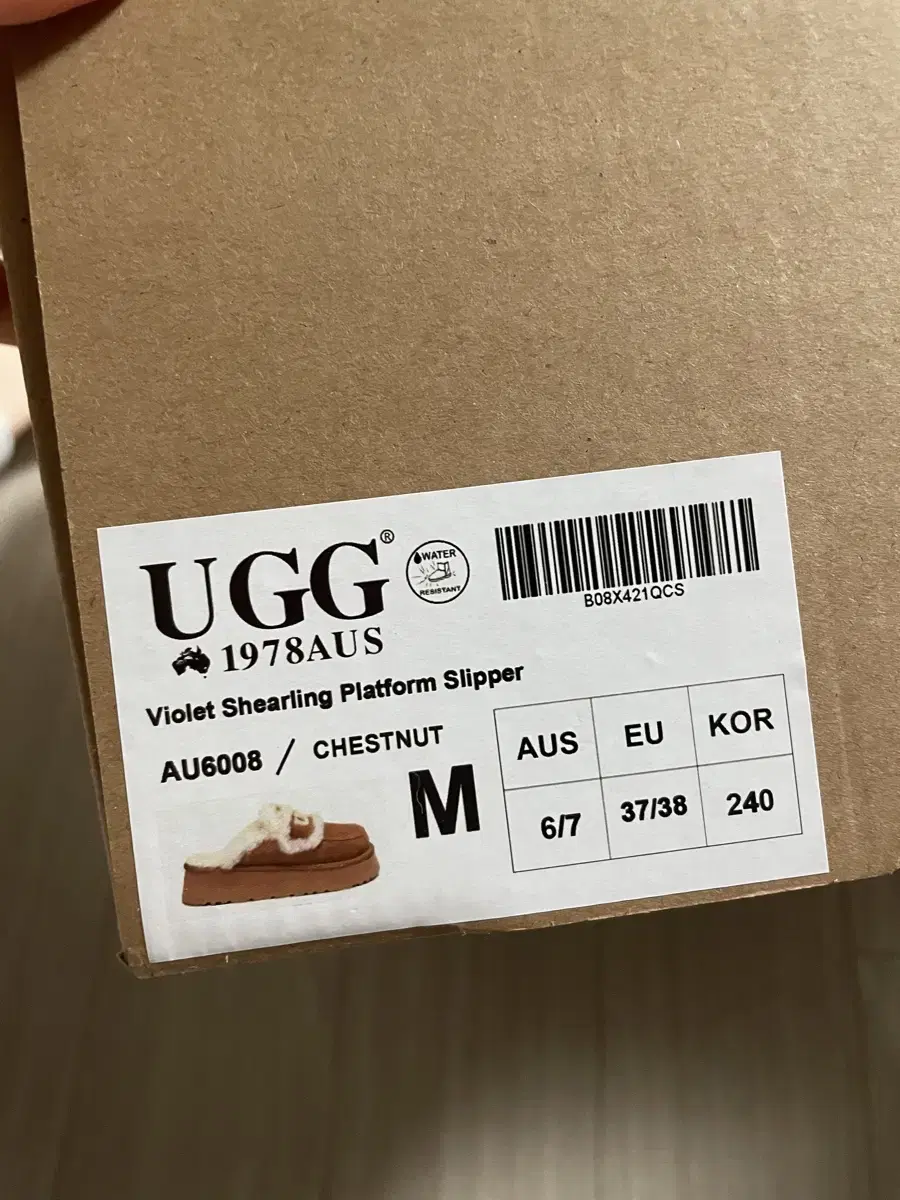 UGG®
1978AUS
WATER
RESISTANT
B08X421QCS
Violet Shearling Platform Slipper
AU6008 / CHESTNUT
M
AUS EU KOR
6/7 37/38 240